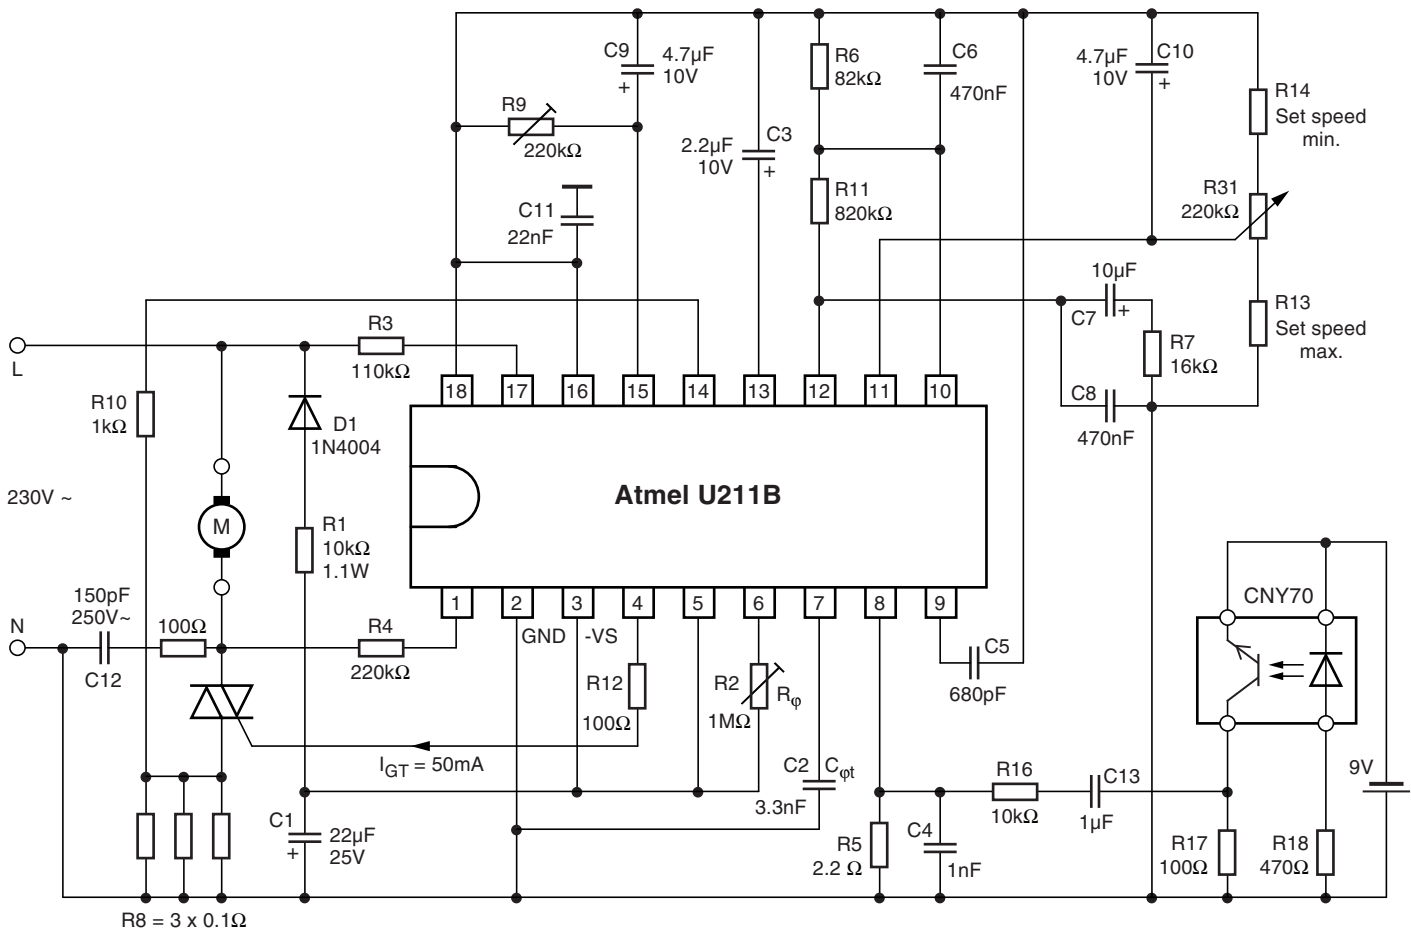 C9
4.7µF
10V
R6
82kΩ
C6
470nF
4.7µF
10V
C10
R14
Set speed
min.
R9
220kΩ
2.2µF
10V
C3
C11
22nF
R11
820kΩ
R31
220kΩ
10µF
C7
R7
16kΩ
R13
Set speed
max.
C8
470nF
L
R3
110kΩ
R10
1kΩ
D1
1N4004
18
17
16
15
14
13
12
11
10
230V ~
M
R1
10kΩ
1.1W
Atmel U211B
1
2
3
4
5
6
7
8
9
GND
-VS
N
150pF
250V~
C12
100Ω
R4
220kΩ
R12
100Ω
R2
1MΩ
Rφ
C5
680pF
CNY70
IGT = 50mA
C2
Cφt
3.3nF
R16
10kΩ
C13
1µF
9V
C1
22µF
25V
R5
2.2 Ω
C4
1nF
R17
100Ω
R18
470Ω
R8 = 3 x 0.1Ω
+
+
+
+
+